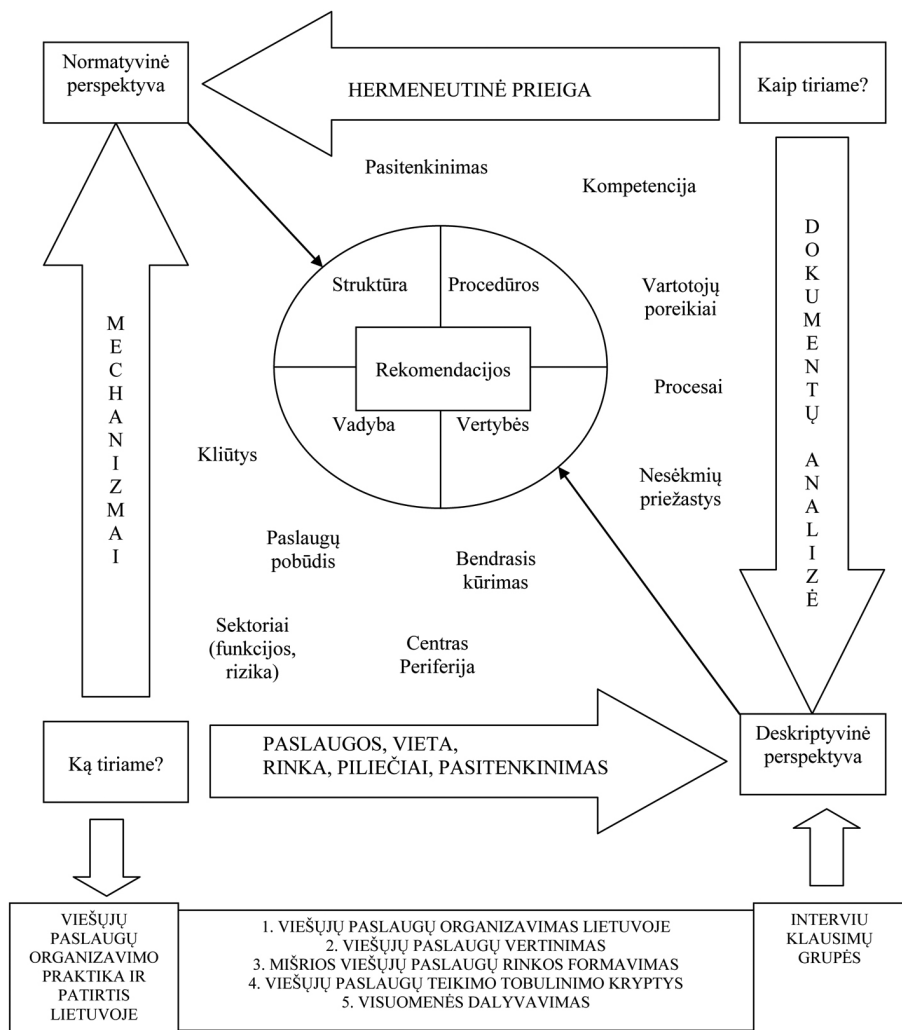 Normatyvinė
perspektyva
HERMENEUTINĖ PRIEIGA
Kaip tiriame?
Pasitenkinimas
Kompetencija
Struktūra
Procedūros
Vartotojų
poreikiai
Rekomendacijos
Procesai
Vadyba
Vertybės
MECHANIZMAI
DOKUMENTŲ ANALIZĖ
Kliūtys
Nesėkmių
priežastys
Paslaugų
pobūdis
Bendrasis
kūrimas
Sektoriai
(funkcijos,
rizika)
Centras
Periferija
Ką tiriame?
PASLAUGOS, VIETA,
RINKA, PILIEČIAI, PASITENKINIMAS
Deskriptyvinė
perspektyva
VIEŠŲJŲ
PASLAUGŲ
ORGANIZAVIMO
PRAKTIKA IR
PATIRTIS
LIETUVOJE
1. VIEŠŲJŲ PASLAUGŲ ORGANIZAVIMAS LIETUVOJE
2. VIEŠŲJŲ PASLAUGŲ VERTINIMAS
3. MIŠRIOS VIEŠŲJŲ PASLAUGŲ RINKOS FORMAVIMAS
4. VIEŠŲJŲ PASLAUGŲ TEIKIMO TOBULINIMO KRYPTYS
5. VISUOMENĖS DALYVAVIMAS
INTERVIU
KLAUSIMŲ
GRUPĖS